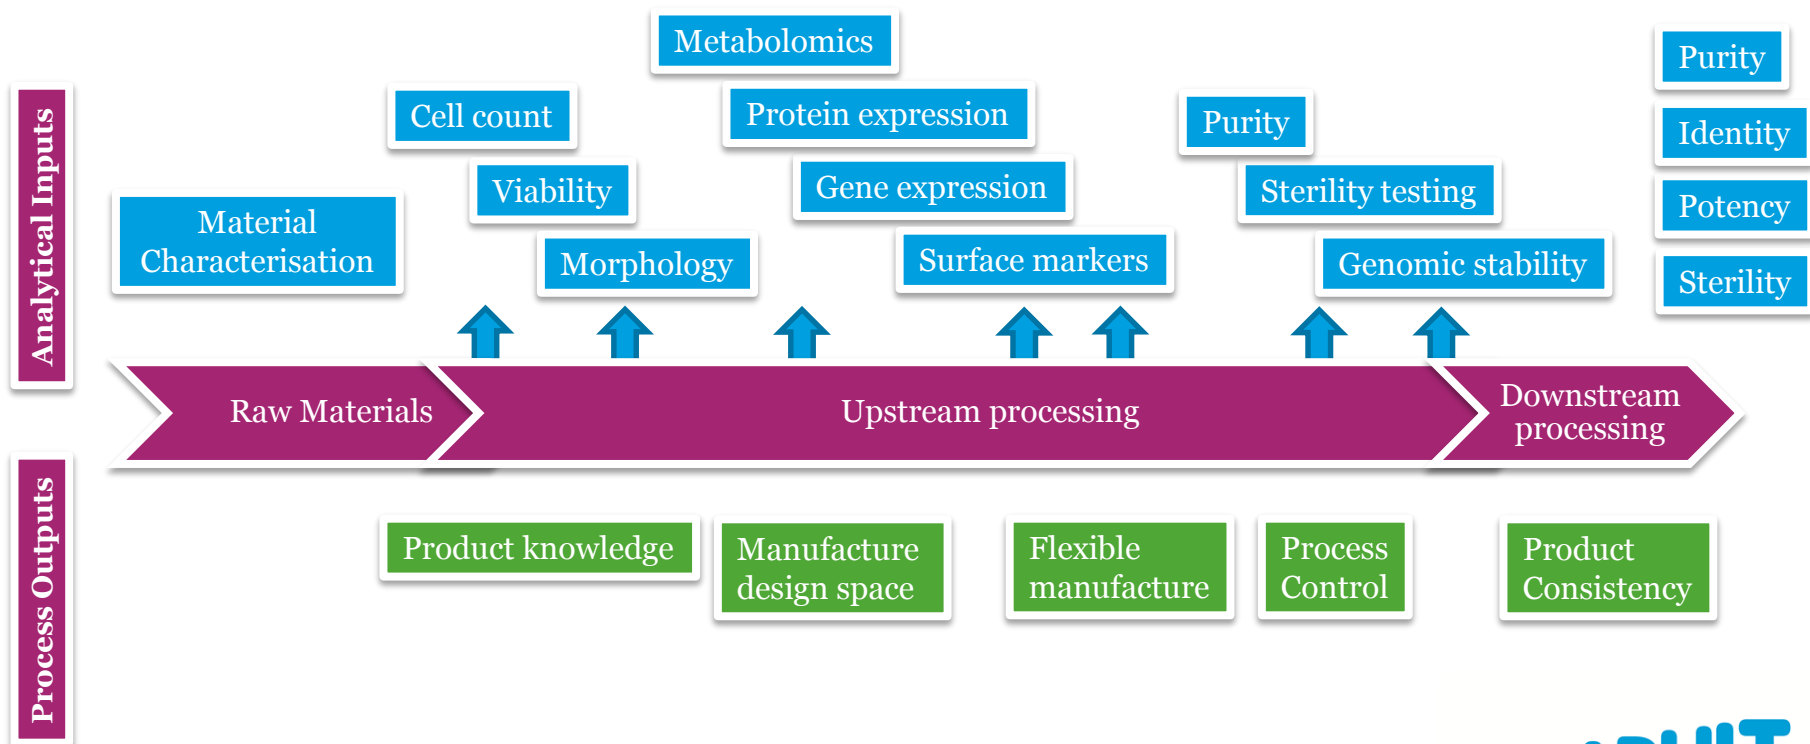 Analytical Inputs
Metabolomics
Cell count
Protein expression
Viability
Gene expression
Material
Characterisation
Morphology
Surface markers
Purity
Sterility testing
Genomic stability
Purity
Identity
Potency
Sterility
Raw Materials
Upstream processing
Downstream
processing
Process Outputs
Product knowledge
Manufacture
design space
Flexible
manufacture
Process
Control
Product
Consistency